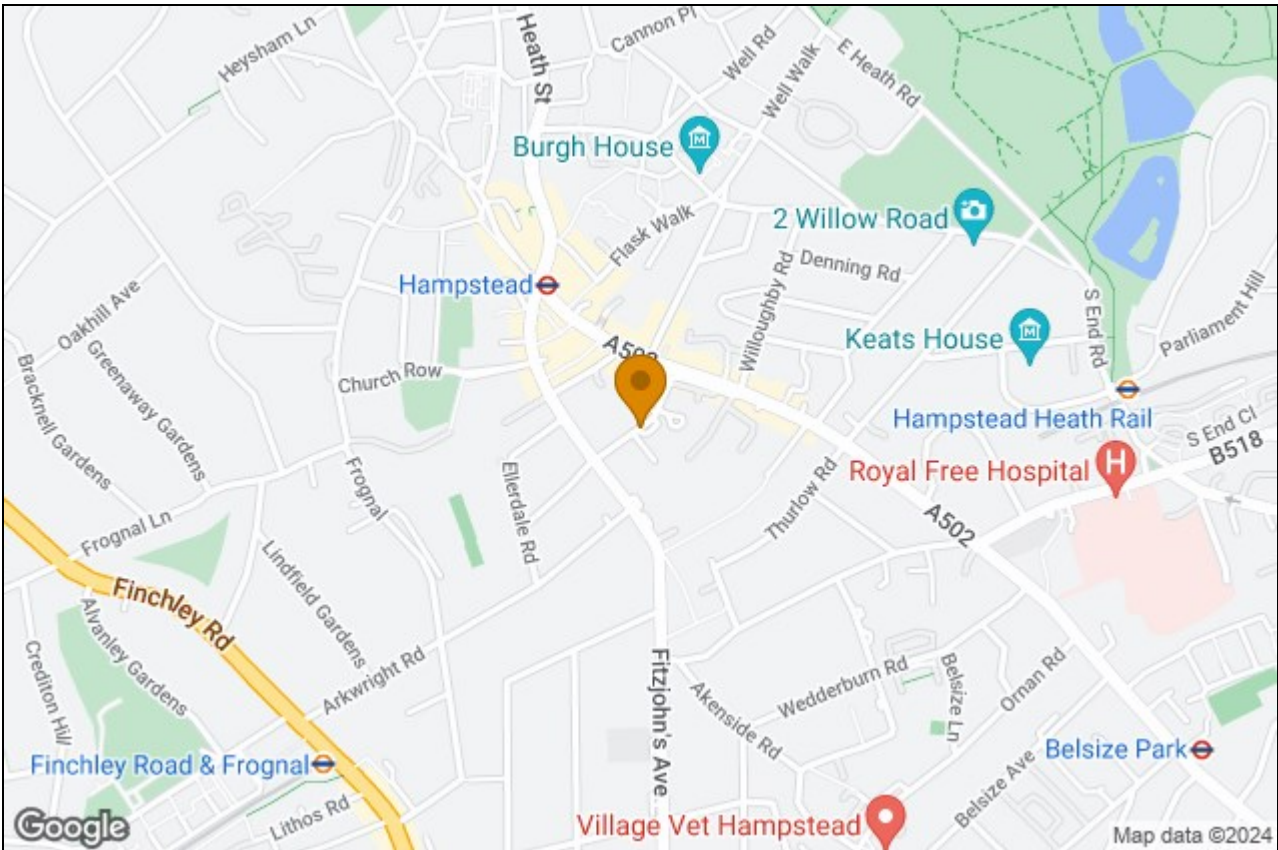 Heysham Ln
Heath St
Cannon Pl
Well Rd
Well Walk
E Heath Rd
Burgh House
2 Willow Road
Flask Walk
Denning Rd
Hampstead
Willoughby Rd
S End Rd
Parliament Hill
Oakhill Ave
Greenaway Gardens
Bracknell Gardens
Church Row
Keats House
Hampstead Heath Rail
S End Cl
B518
Royal Free Hospital
Frognal
Ellerdale Rd
Thurlow Rd
A502
Frognal Ln
Lindfield Gardens
Finchley Rd
Alvanley Gardens
Crediton Hill
Arkwright Rd
Fitzjohn's Ave
Akenside Rd
Wedderburn Rd
Belsize Ln
Ornan Rd
Belsize Park
Belsize Ave
Finchley Road & Frognal
Lithos Rd
Village Vet Hampstead
Google
Map data ©2024